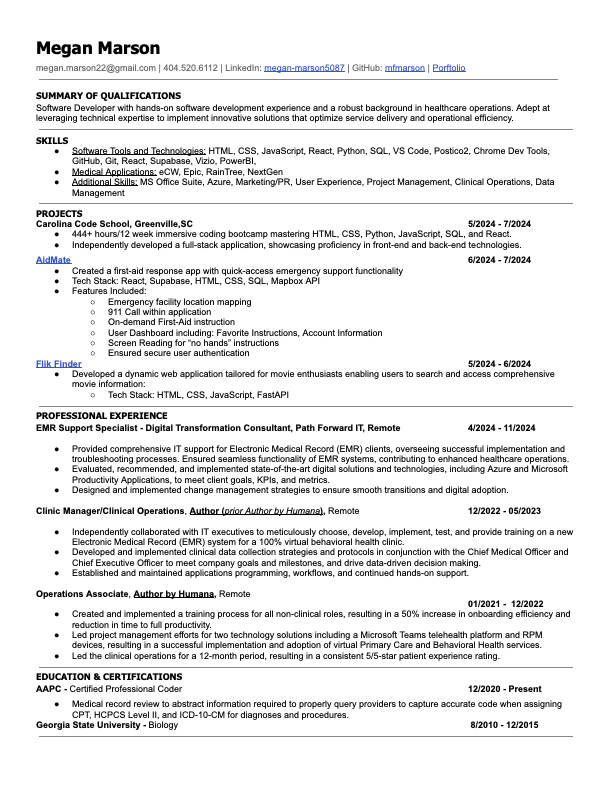 Megan Marson
megan.marson22@gmail.com | 404.520.6112 | LinkedIn: megan-marson5087 | GitHub: mfmarson | Porftolio
SUMMARY OF QUALIFICATIONS
Software Developer with hands-on software development experience and a robust background in healthcare operations. Adept at
leveraging technical expertise to implement innovative solutions that optimize service delivery and operational efficiency.
SKILLS
● Software Tools and Technologies: HTML, CSS, JavaScript, React, Python, SQL, VS Code, Postico2, Chrome Dev Tools,
GitHub, Git, React, Supabase, Vizio, PowerBI,
● Medical Applications: eCW, Epic, RainTree, NextGen
● Additional Skills: MS Office Suite, Azure, Marketing/PR, User Experience, Project Management, Clinical Operations, Data
Management
PROJECTS
Carolina Code School, Greenville,SC 5/2024 - 7/2024
● 444+ hours/12 week immersive coding bootcamp mastering HTML, CSS, Python, JavaScript, SQL, and React.
● Independently developed a full-stack application, showcasing proficiency in front-end and back-end technologies.
AidMate 6/2024 - 7/2024
● Created a first-aid response app with quick-access emergency support functionality
● Tech Stack: React, Supabase, HTML, CSS, SQL, Mapbox API
● Features Included:
○ Emergency facility location mapping
○ 911 Call within application
○ On-demand First-Aid instruction
○ User Dashboard including: Favorite Instructions, Account Information
○ Screen Reading for “no hands” instructions
○ Ensured secure user authentication
Flik Finder 5/2024 - 6/2024
● Developed a dynamic web application tailored for movie enthusiasts enabling users to search and access comprehensive
movie information:
○ Tech Stack: HTML, CSS, JavaScript, FastAPI
PROFESSIONAL EXPERIENCE
EMR Support Specialist - Digital Transformation Consultant, Path Forward IT, Remote 4/2024 - 11/2024
● Provided comprehensive IT support for Electronic Medical Record (EMR) clients, overseeing successful implementation and
troubleshooting processes. Ensured seamless functionality of EMR systems, contributing to enhanced healthcare operations.
● Evaluated, recommended, and implemented state-of-the-art digital solutions and technologies, including Azure and Microsoft
Productivity Applications, to meet client goals, KPIs, and metrics.
● Designed and implemented change management strategies to ensure smooth transitions and digital adoption.
Clinic Manager/Clinical Operations, Author (prior Author by Humana), Remote 12/2022 - 05/2023
● Independently collaborated with IT executives to meticulously choose, develop, implement, test, and provide training on a new
Electronic Medical Record (EMR) system for a 100% virtual behavioral health clinic.
● Developed and implemented clinical data collection strategies and protocols in conjunction with the Chief Medical Officer and
Chief Executive Officer to meet company goals and milestones, and drive data-driven decision making.
● Established and maintained applications programming, workflows, and continued hands-on support.
Operations Associate, Author by Humana, Remote
01/2021 - 12/2022
● Created and implemented a training process for all non-clinical roles, resulting in a 50% increase in onboarding efficiency and
reduction in time to full productivity.
● Led project management efforts for two technology solutions including a Microsoft Teams telehealth platform and RPM
devices, resulting in a successful implementation and adoption of virtual Primary Care and Behavioral Health services.
● Led the clinical operations for a 12-month period, resulting in a consistent 5/5-star patient experience rating.
EDUCATION & CERTIFICATIONS
AAPC - Certified Professional Coder 12/2020 - Present
● Medical record review to abstract information required to properly query providers to capture accurate code when assigning
CPT, HCPCS Level II, and ICD-10-CM for diagnoses and procedures.
Georgia State University - Biology 8/2010 - 12/2015